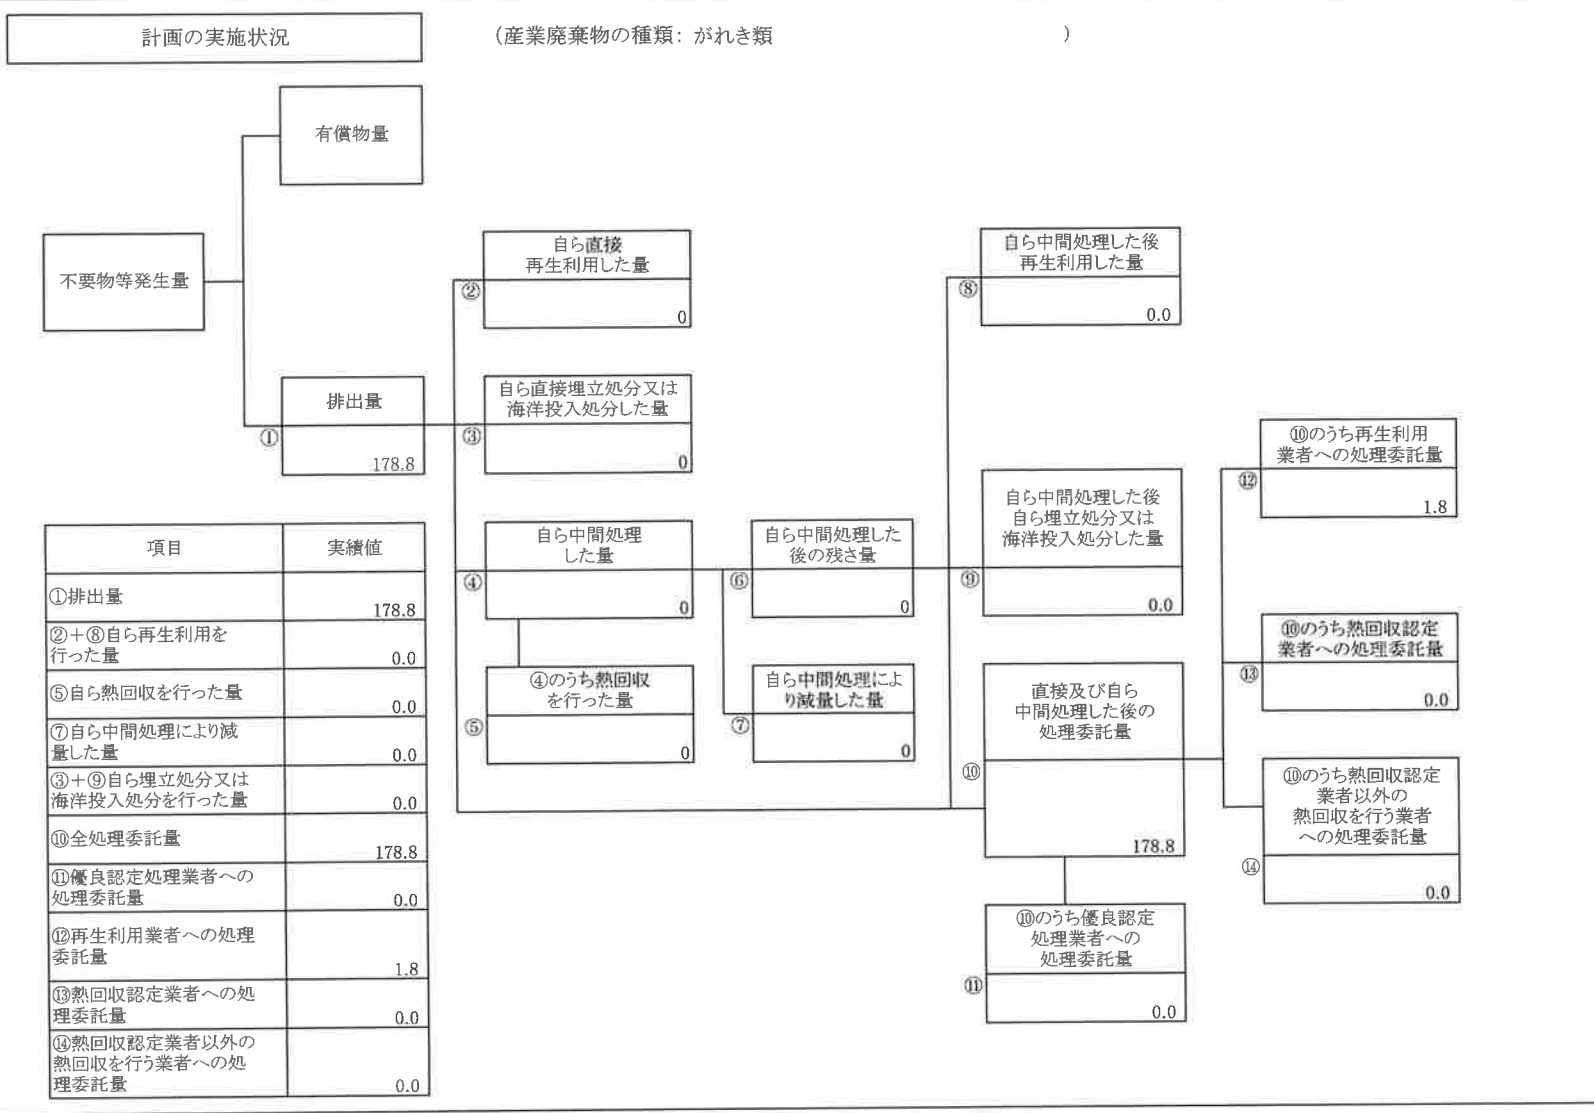 計画の実施状況
（産業廃棄物の種類：がれき類　　　　　　　　　）
有償物量
不要物等発生量
排出量
①
178.8
自ら直接
再生利用した量
②
0
自ら直接埋立処分又は
海洋投入処分した量
③
0
自ら中間処理
した量
④
0
④のうち熱回収
を行った量
⑤
0
自ら中間処理した
後の残さ量
⑥
0
自ら中間処理によ
り減量した量
⑦
0
自ら中間処理した後
再生利用した量
⑧
0.0
自ら中間処理した後
自ら埋立処分又は
海洋投入処分した量
⑨
0.0
直接及び自ら
中間処理した後の
処理委託量
⑩
178.8
⑩のうち優良認定
処理業者への
処理委託量
⑪
0.0
⑩のうち再生利用
業者への処理委託量
⑫
1.8
⑩のうち熱回収認定
業者への処理委託量
⑬
0.0
⑩のうち熱回収認定
業者以外の
熱回収を行う業者
への処理委託量
⑭
0.0
項目 実績値
①排出量
178.8
②＋⑧自ら再生利用を
行った量
0.0
⑤自ら熱回収を行った量
0.0
⑦自ら中間処理により減
量した量
0.0
③＋⑨自ら埋立処分又は
海洋投入処分を行った量
0.0
⑩全処理委託量
178.8
⑪優良認定処理業者への
処理委託量
0.0
⑫再生利用業者への処理
委託量
1.8
⑬熱回収認定業者への処
理委託量
0.0
⑭熱回収認定業者以外の
熱回収を行う業者への処
理委託量
0.0